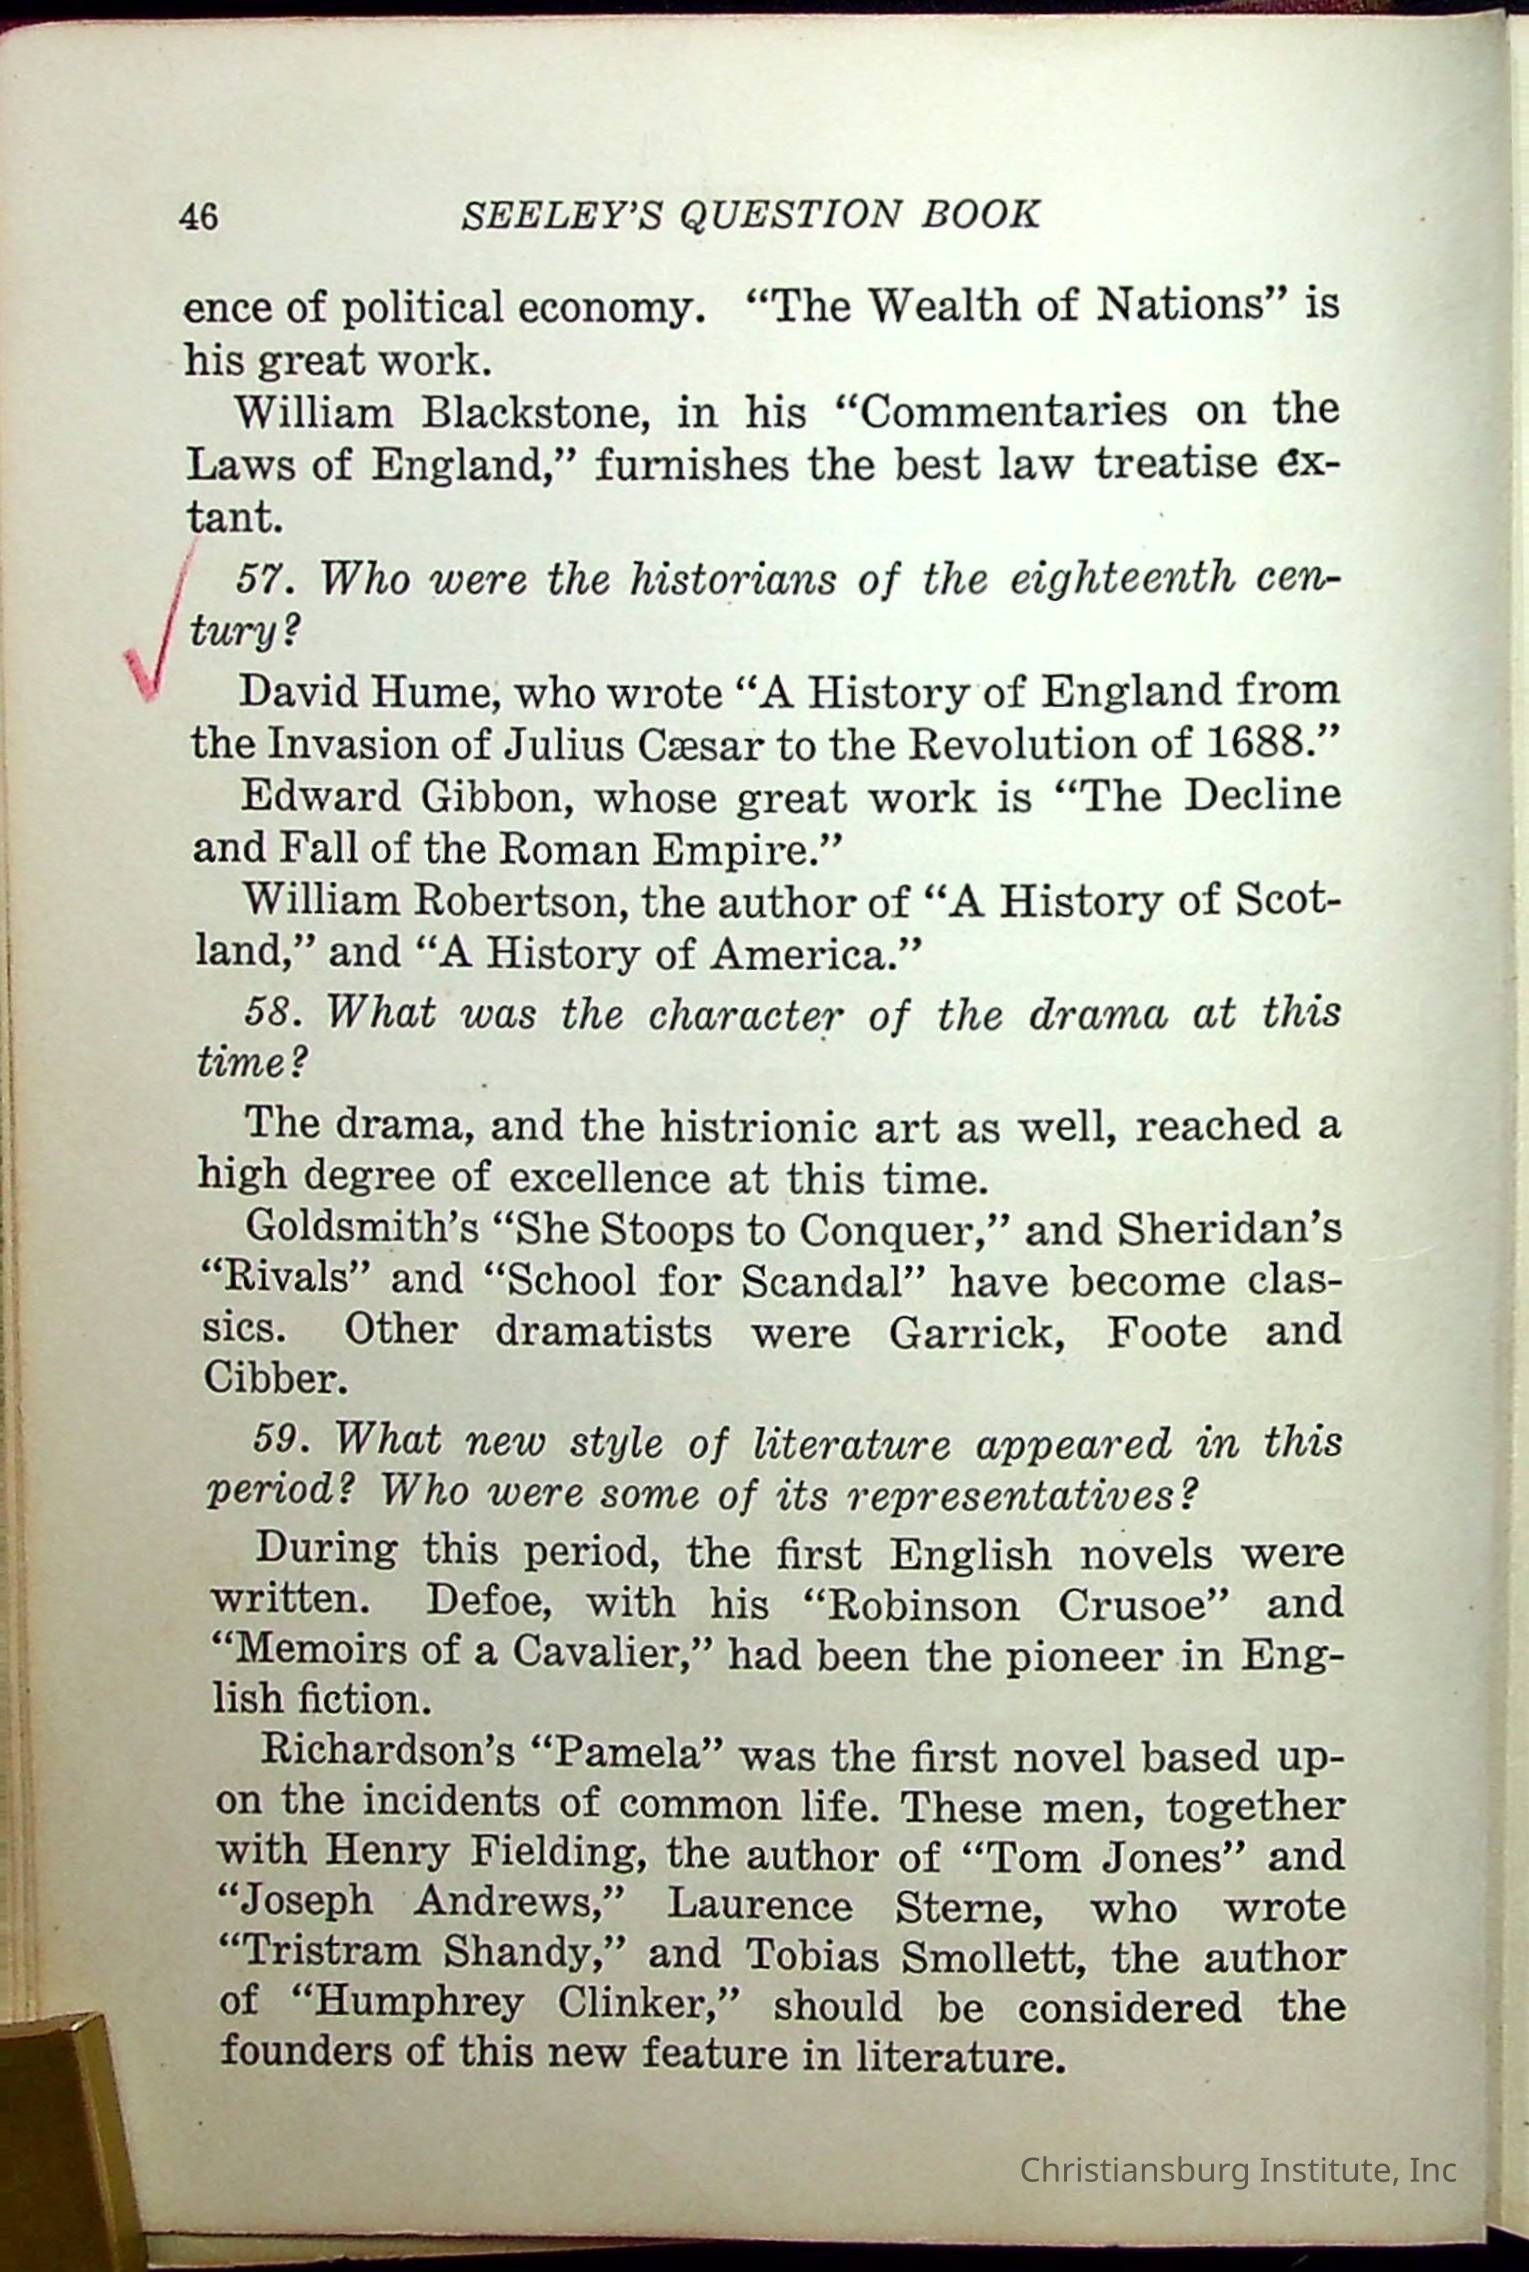 46 SEELEY'S QUESTION BOOK
ence of political economy. “The Wealth of Nations” is
his great work.
William Blackstone, in his “Commentaries on the
Laws of England,” furnishes the best law treatise ex-
tant.
57. Who were the historians of the eighteenth cen-
tury?
David Hume, who wrote “A History of England from
the Invasion of Julius Cæsar to the Revolution of 1688.”
Edward Gibbon, whose great work is “The Decline
and Fall of the Roman Empire.”
William Robertson, the author of “A History of Scot-
land,” and “A History of America.”
58. What was the character of the drama at this
time?
The drama, and the histrionic art as well, reached a
high degree of excellence at this time.
Goldsmith's “She Stoops to Conquer,” and Sheridan's
“Rivals” and “School for Scandal” have become clas-
sics. Other dramatists were Garrick, Foote and
Cibber.
59. What new style of literature appeared in this
period? Who were some of its representatives?
During this period, the first English novels were
written. Defoe, with his “Robinson Crusoe” and
“Memoirs of a Cavalier,” had been the pioneer in Eng-
lish fiction.
Richardson's “Pamela” was the first novel based up-
on the incidents of common life. These men, together
with Henry Fielding, the author of “Tom Jones” and
“Joseph Andrews,” Laurence Sterne, who wrote
“Tristram Shandy,” and Tobias Smollett, the author
of “Humphrey Clinker,” should be considered the
founders of this new feature in literature.
Christiansburg Institute, Inc